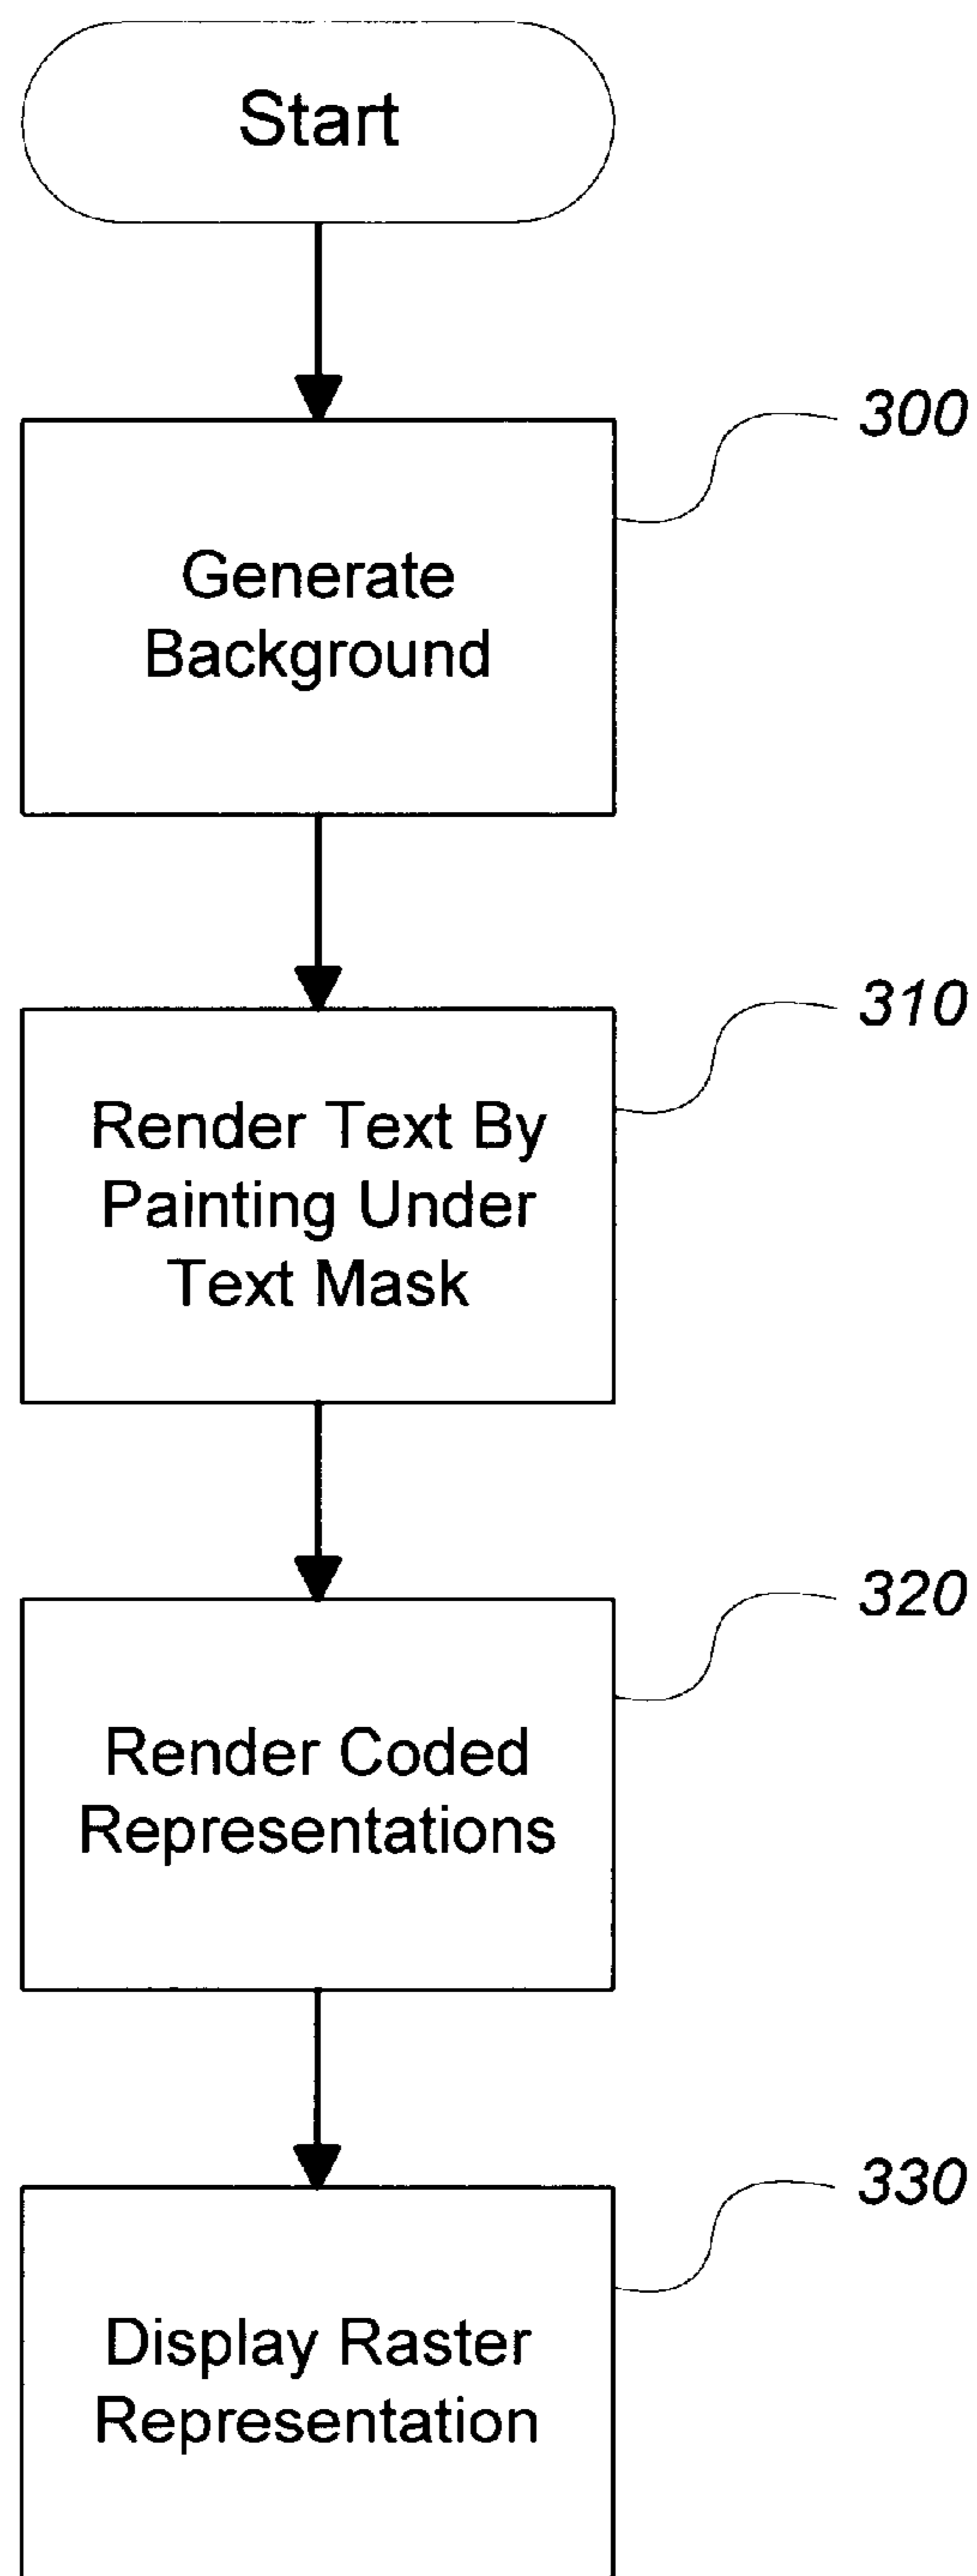 Start
300
Generate
Background
310
Render Text By
Painting Under
Text Mask
320
Render Coded
Representations
330
Display Raster
Representation